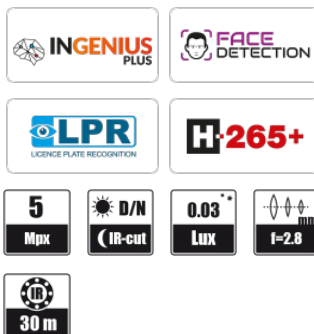 INGENIUS
PLUS
FACE
DETECTION
LPR
LICENCE PLATE RECOGNITION
H·265+
5
Mpx
D/N
IR-cut
0.03
Lux
mm
f=2.8
IR
30 m